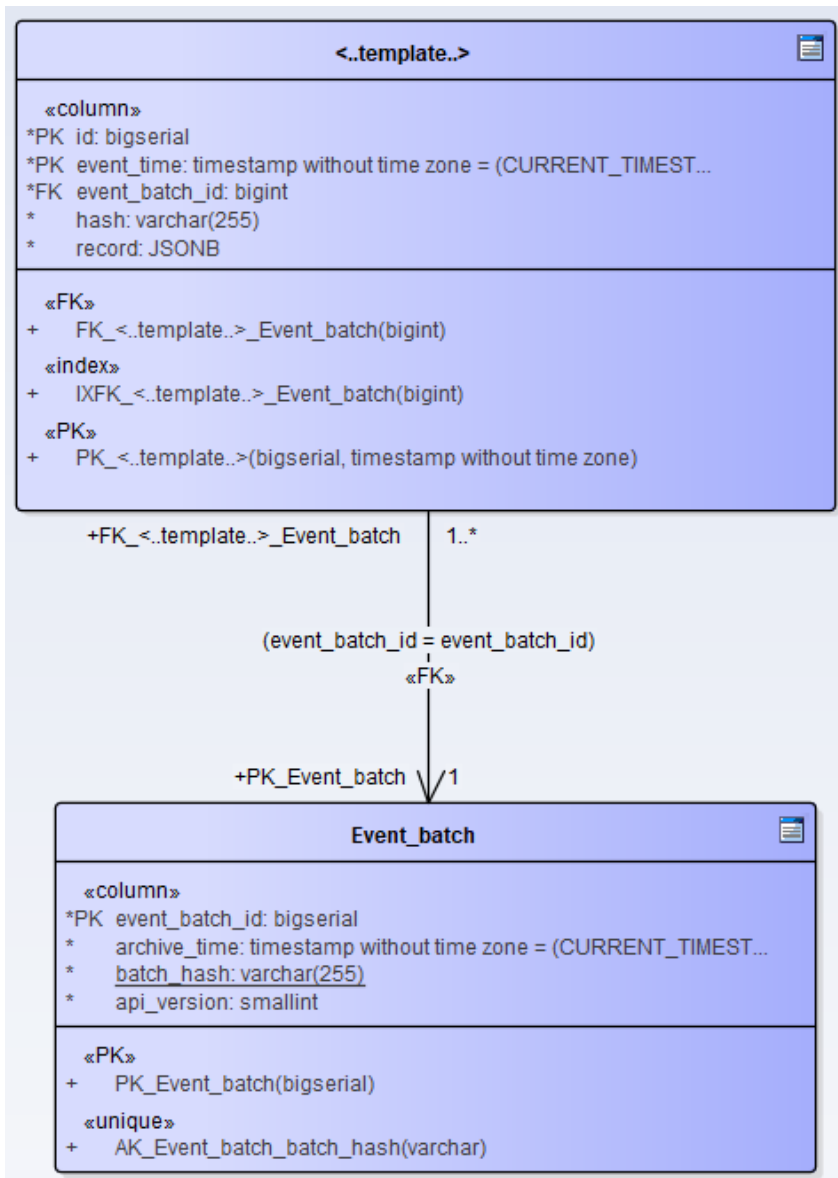 <..template..>
«column»
*PK id: bigserial
*PK event_time: timestamp without time zone = (CURRENT_TIMEST...
*FK event_batch_id: bigint
* hash: varchar(255)
* record: JSONB
«FK»
+ FK_<..template..>_Event_batch(bigint)
«index»
+ IXFK_<..template..>_Event_batch(bigint)
«PK»
+ PK_<..template..>(bigserial, timestamp without time zone)
+FK_<..template..>_Event_batch 1..*
(event_batch_id = event_batch_id)
«FK»
+PK_Event_batch 1
Event_batch
«column»
*PK event_batch_id: bigserial
* archive_time: timestamp without time zone = (CURRENT_TIMEST...
* batch_hash: varchar(255)
* api_version: smallint
«PK»
+ PK_Event_batch(bigserial)
«unique»
+ AK_Event_batch_batch_hash(varchar)